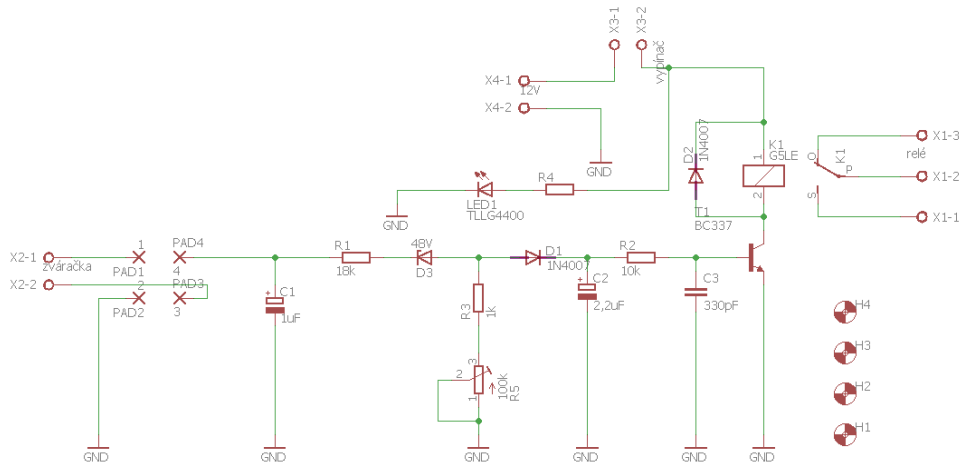 X3-1
X3-2
vypínač
X4-1
12V
X4-2
GND
D2
1N4007
K1
G5LE
1
2
O
K1
P
S
X1-3
relé
X1-2
X1-1
LED1
TLLG4400
R4
GND
T1
BC337
X2-1
zváračka
X2-2
1
PAD1
PAD4
4
2
PAD2
PAD3
3
C1
1uF
R1
18k
48V
D3
D1
1N4007
R3
1K
3
2
1
100k
R5
C2
2,2uF
R2
10k
C3
330pF
H4
H3
H2
H1
GND
GND
GND
GND
GND
GND
+
+